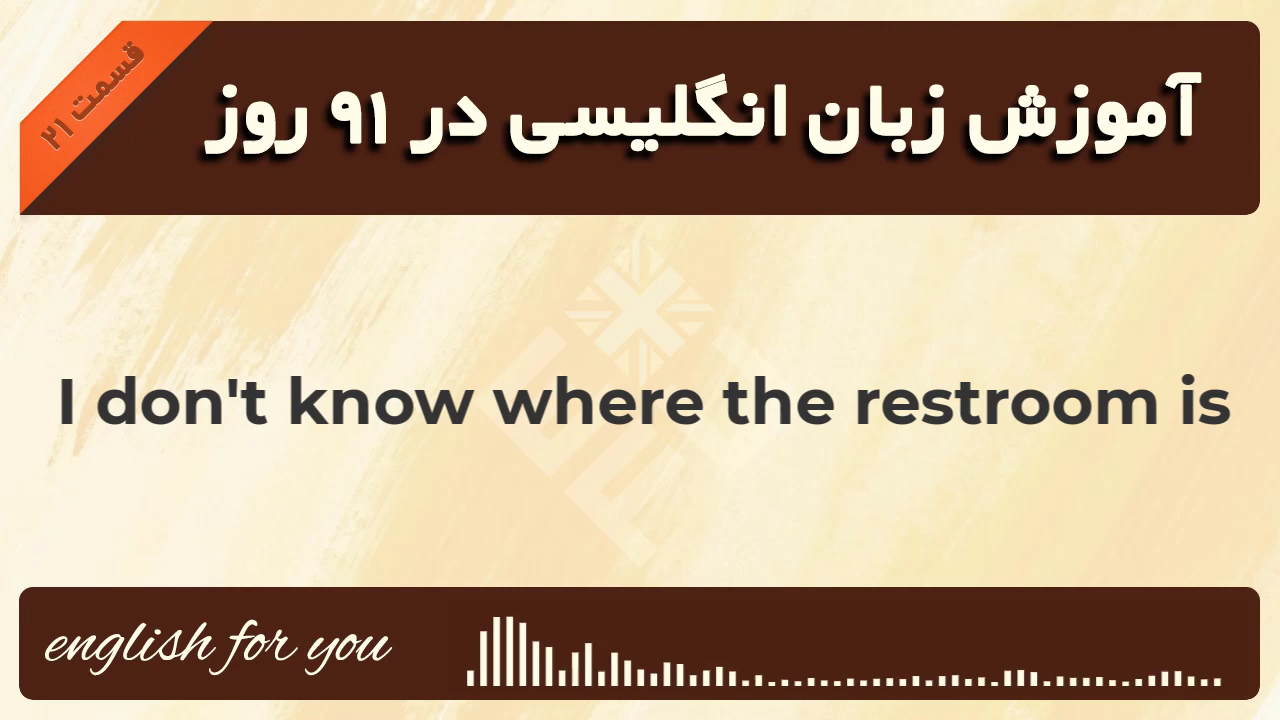 قسمت ۲۱
آموزش زبان انگلیسی در ۹۱ روز
I don't know where the restroom is
english for you